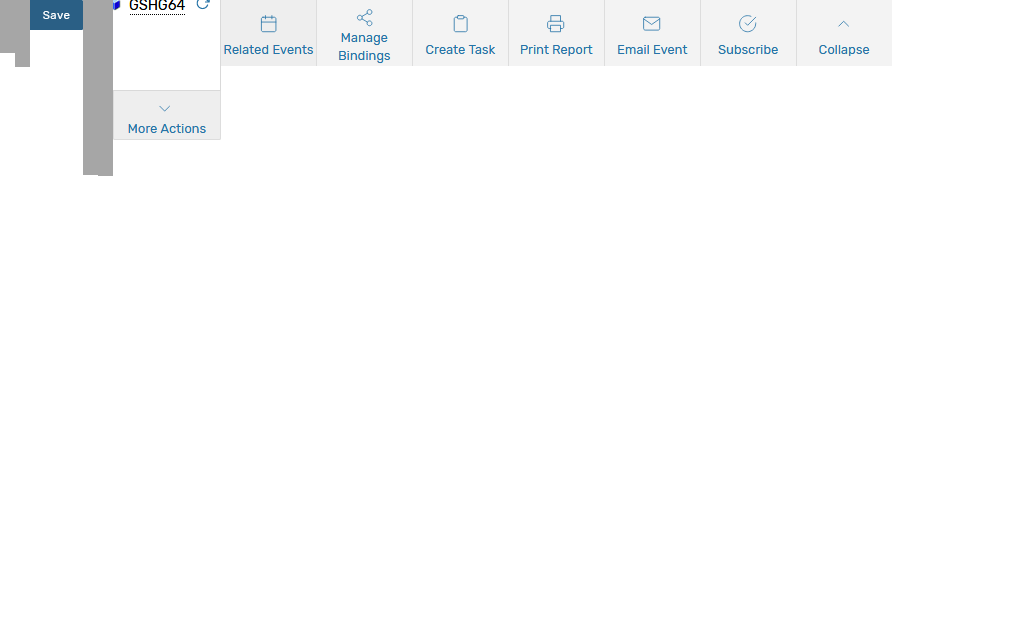 Save
GSHG64
Related Events
Manage
Bindings
Create Task
Print Report
Email Event
Subscribe
Collapse
More Actions